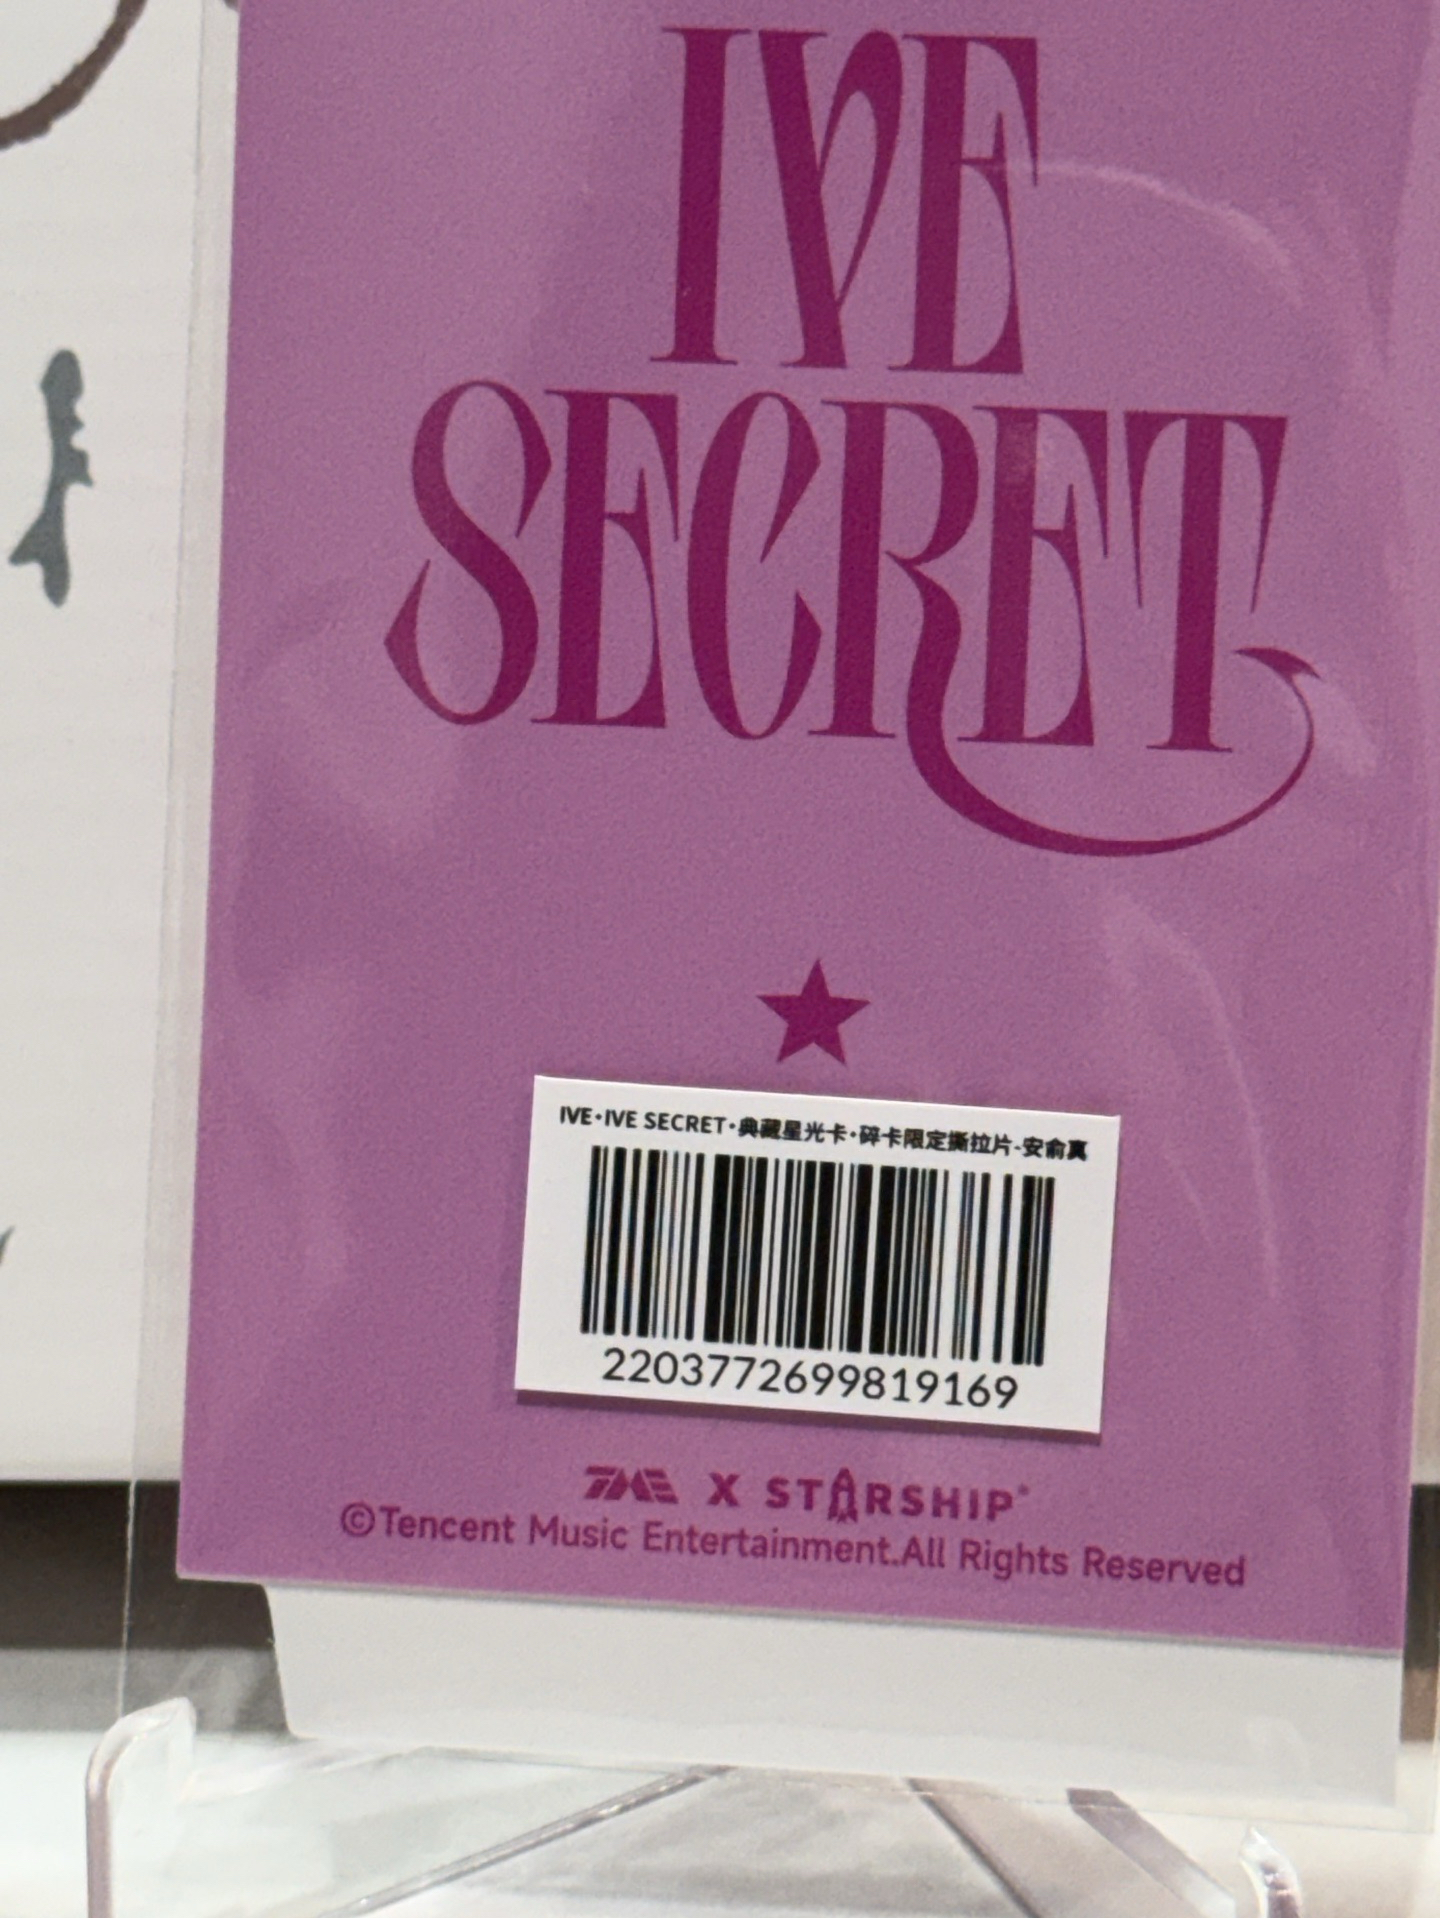 IVE
SECRET
IVE·IVE SECRET·典藏星光卡·碎卡限定撕拉片-安俞真
2203772699819169
TME X STARSHIP
©Tencent Music Entertainment.All Rights Reserved